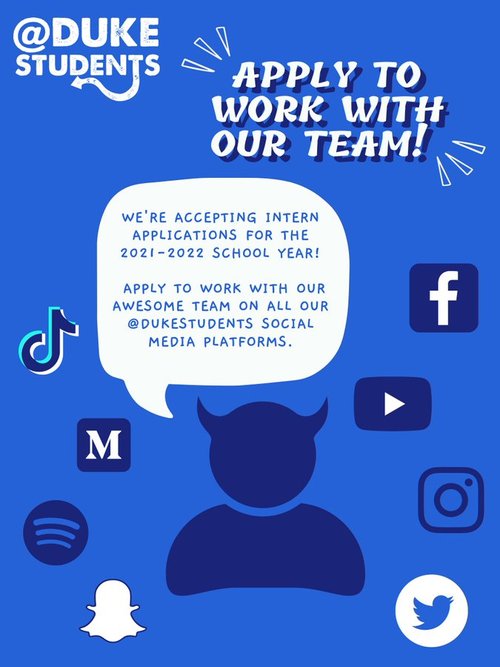 @DUKE
STUDENTS
APPLY TO
WORK WITH
OUR TEAM!
WE'RE ACCEPTING INTERN
APPLICATIONS FOR THE
2021-2022 SCHOOL YEAR!
APPLY TO WORK WITH OUR
AWESOME TEAM ON ALL OUR
@DUKESTUDENTS SOCIAL
MEDIA PLATFORMS.
f
M